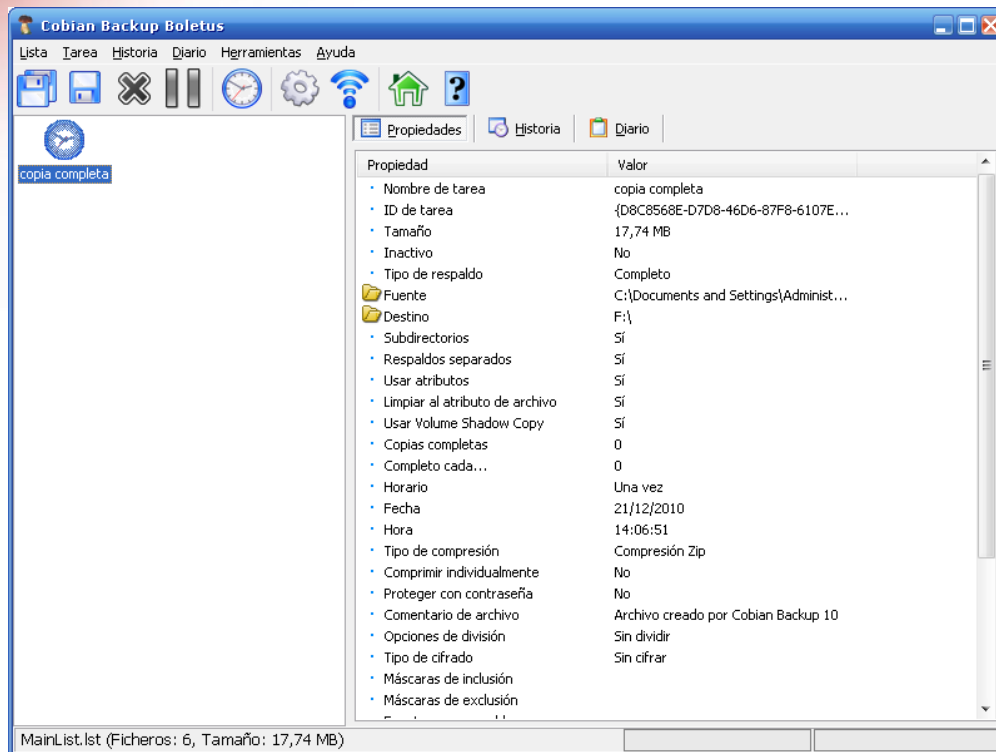 Cobian Backup Boletus
Lista Tarea Historia Diario Herramientas Ayuda
copia completa
Propiedades Historia Diario
Propiedad Valor
Nombre de tarea copia completa
ID de tarea {D8C8568E-D7D8-46D6-87F8-6107E...
Tamaño 17,74 MB
Inactivo No
Tipo de respaldo Completo
Fuente C:\Documents and Settings\Administ...
Destino F:\
Subdirectorios Sí
Respaldos separados Sí
Usar atributos Sí
Limpiar al atributo de archivo Sí
Usar Volume Shadow Copy Sí
Copias completas 0
Completo cada... 0
Horario Una vez
Fecha 21/12/2010
Hora 14:06:51
Tipo de compresión Compresión Zip
Comprimir individualmente No
Proteger con contraseña No
Comentario de archivo Archivo creado por Cobian Backup 10
Opciones de división Sin dividir
Tipo de cifrado Sin cifrar
Máscaras de inclusión
Máscaras de exclusión
MainList.lst (Ficheros: 6, Tamaño: 17,74 MB)